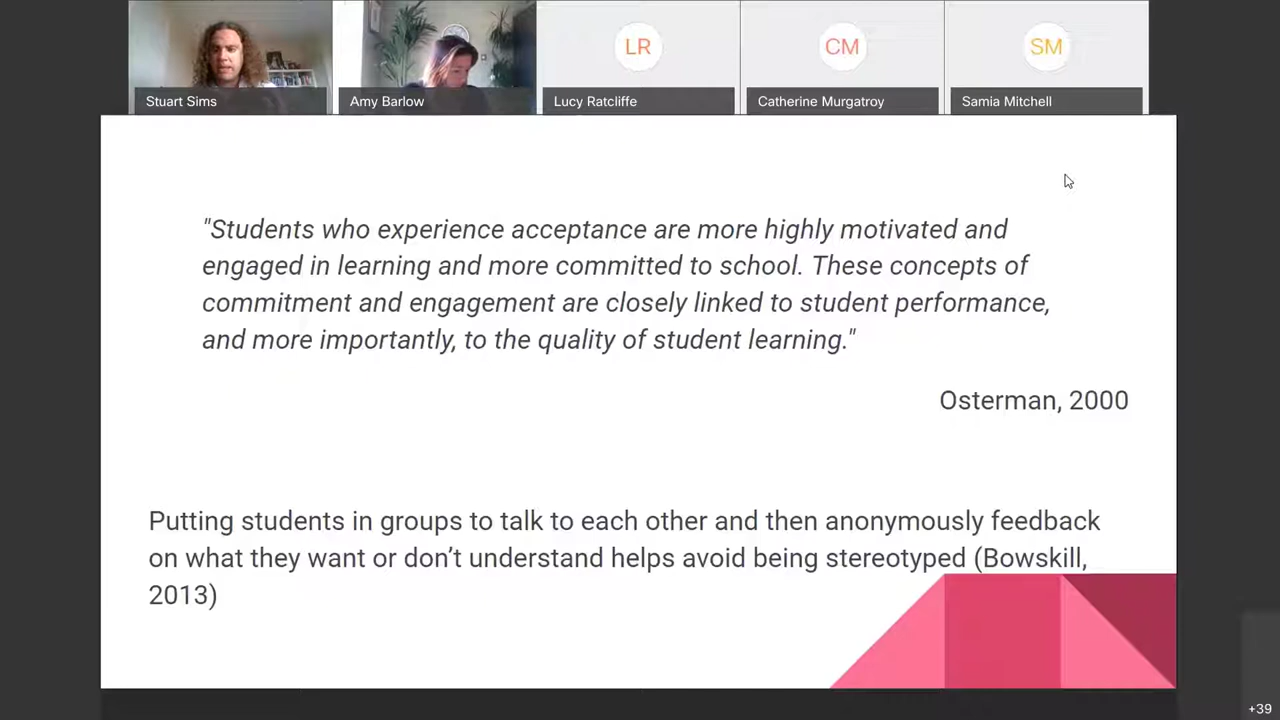 LR
CM
SM
Stuart Sims
Amy Barlow
Lucy Ratcliffe
Catherine Murgatroy
Samia Mitchell
"Students who experience acceptance are more highly motivated and
engaged in learning and more committed to school. These concepts of
commitment and engagement are closely linked to student performance,
and more importantly, to the quality of student learning."
Osterman, 2000
Putting students in groups to talk to each other and then anonymously feedback
on what they want or don’t understand helps avoid being stereotyped (Bowskill,
2013)
+39